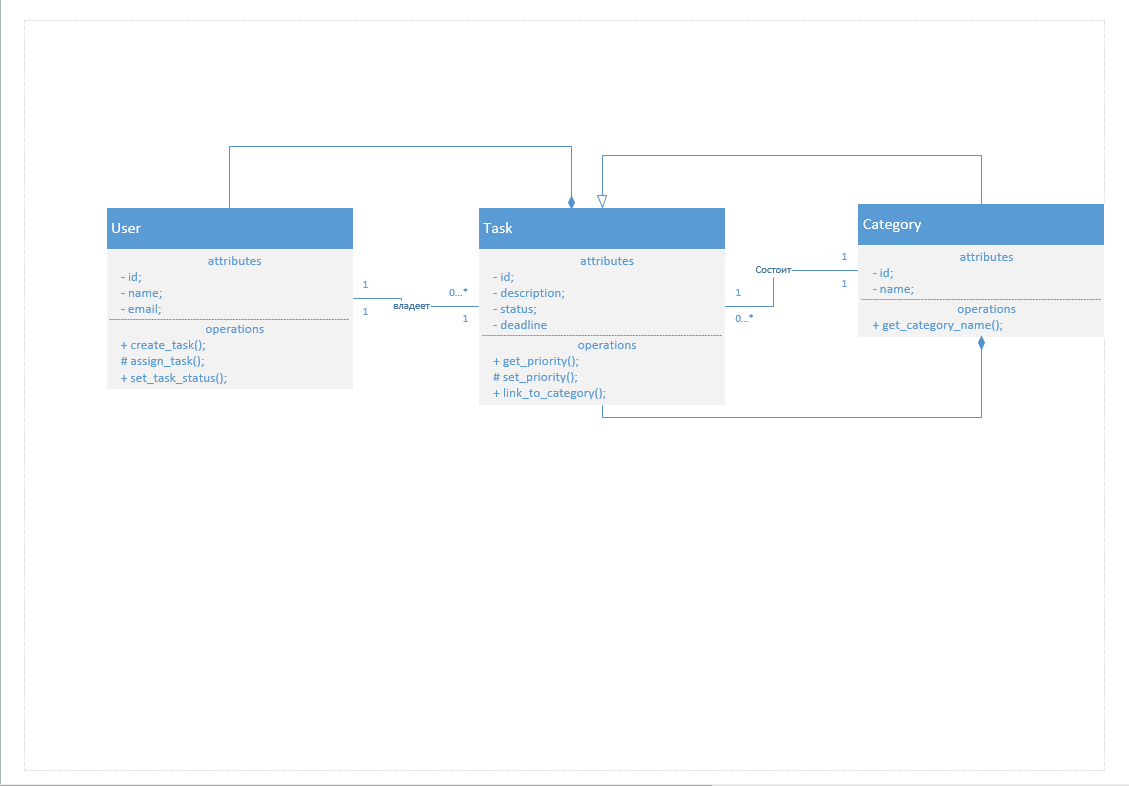 User
attributes
- id;
- name;
- email;
operations
+ create_task();
# assign_task();
+ set_task_status();
1
1
владеет
0...*
1
Task
attributes
- id;
- description;
- status;
- deadline
operations
+ get_priority();
# set_priority();
+ link_to_category();
1
0...*
Состоит
1
1
Category
attributes
- id;
- name;
operations
+ get_category_name();